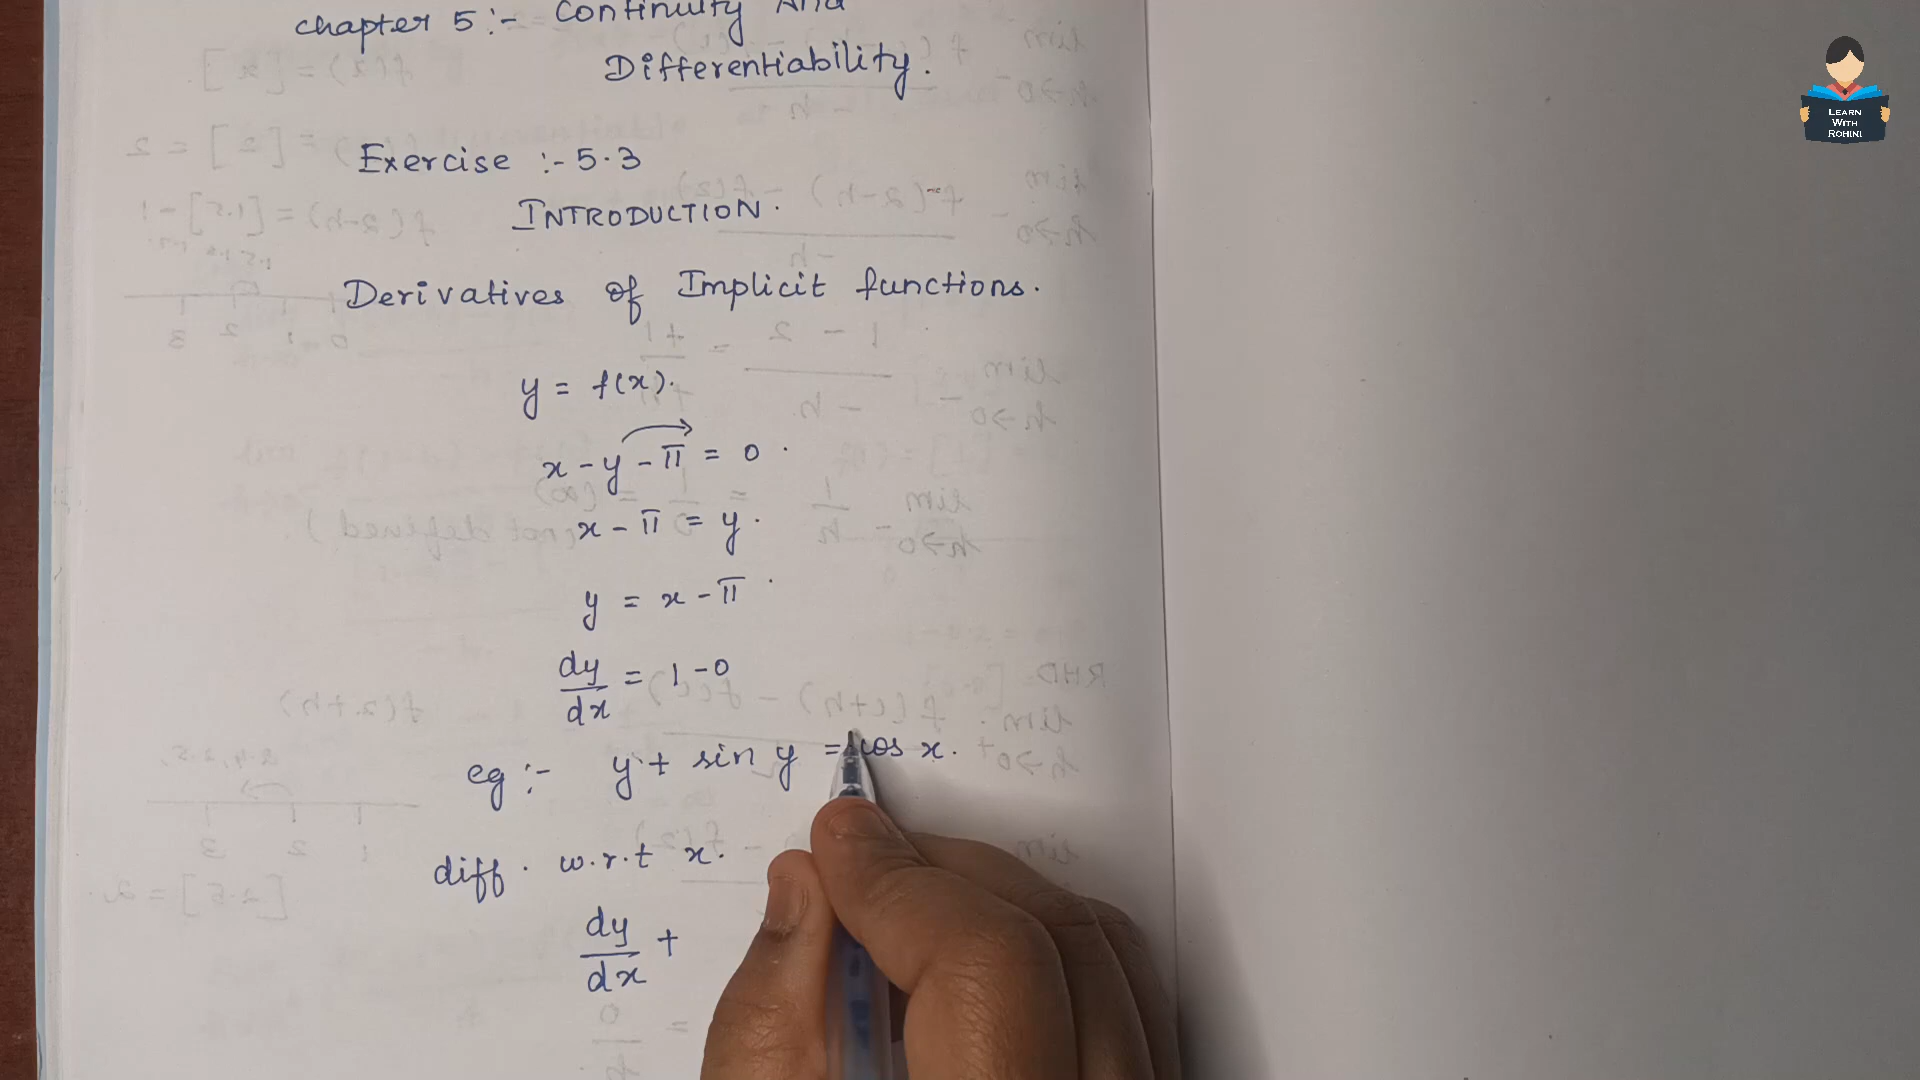 chapter 5:- Continuity And
Differentiability.
Exercise :- 5.3
INTRODUCTION.
Derivatives of Implicit functions.
y = f(x).
x - y - π = 0.
x - π = y.
y = x - π
dy/dx = 1 - 0
eg :- y + sin y = cos x.
diff. w.r.t x.
dy/dx +
LEARN
WITH
ROHINI